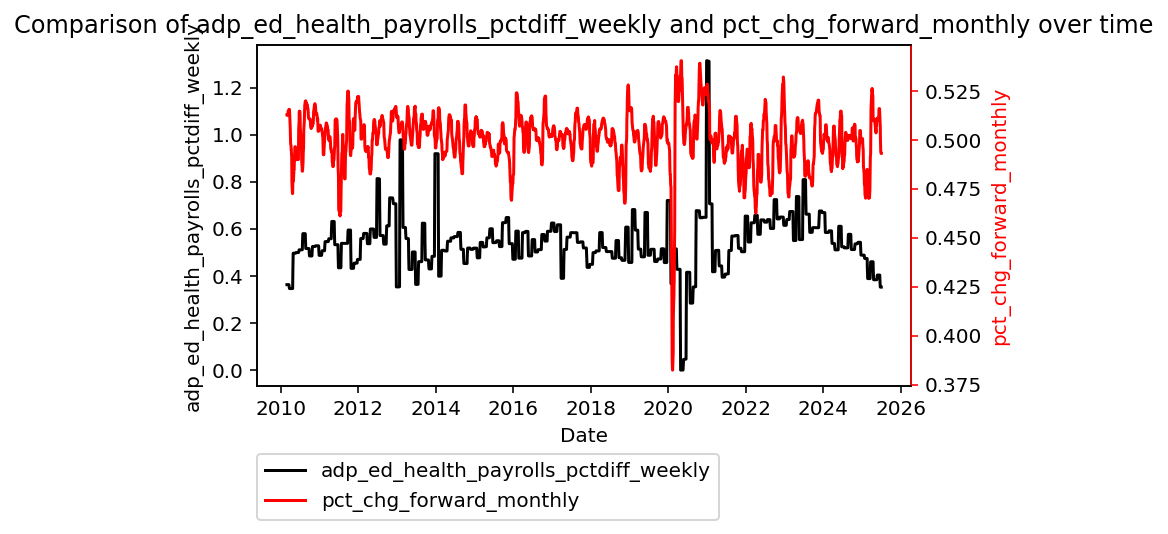 Comparison of adp_ed_health_payrolls_pctdiff_weekly and pct_chg_forward_monthly over time
adp_ed_health_payrolls_pctdiff_weekly
1.2
1.0
0.8
0.6
0.4
0.2
0.0
0.525
0.500
0.475
0.450
0.425
0.400
0.375
pct_chg_forward_monthly
2010 2012 2014 2016 2018 2020 2022 2024 2026
Date
adp_ed_health_payrolls_pctdiff_weekly
pct_chg_forward_monthly